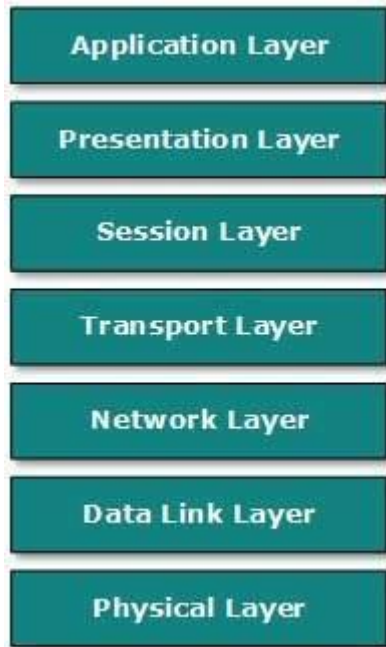 Application Layer
Presentation Layer
Session Layer
Transport Layer
Network Layer
Data Link Layer
Physical Layer